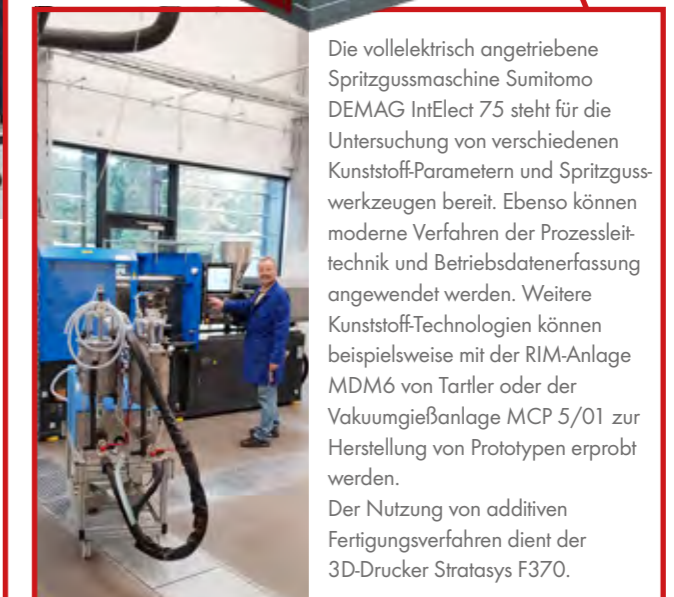 Die vollelektrisch angetriebene
Spritzgussmaschine Sumitomo
DEMAG IntElect 75 steht für die
Untersuchung von verschiedenen
Kunststoff-Parametern und Spritzguss-
werkzeugen bereit. Ebenso können
moderne Verfahren der Prozessleit-
technik und Betriebsdatenerfassung
angewendet werden. Weitere
Kunststoff-Technologien können
beispielsweise mit der RIM-Anlage
MDM6 von Tartler oder der
Vakuumgießanlage MCP 5/01 zur
Herstellung von Prototypen erprobt
werden.
Der Nutzung von additiven
Fertigungsverfahren dient der
3D-Drucker Stratasys F370.